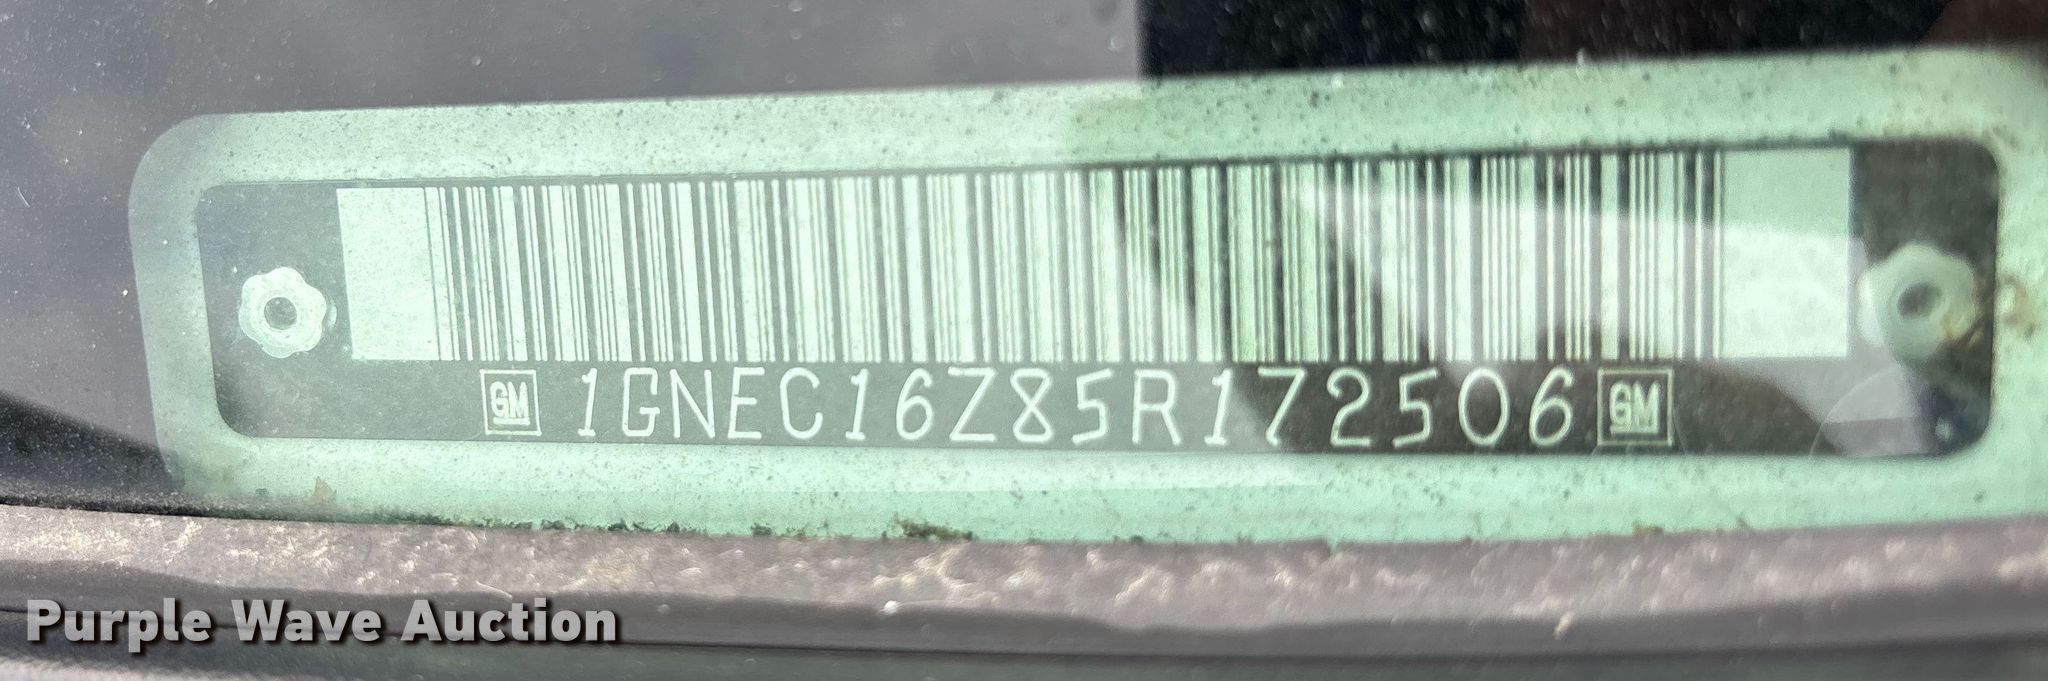 GM 1GNEC16Z85R172506 GM
Purple Wave Auction